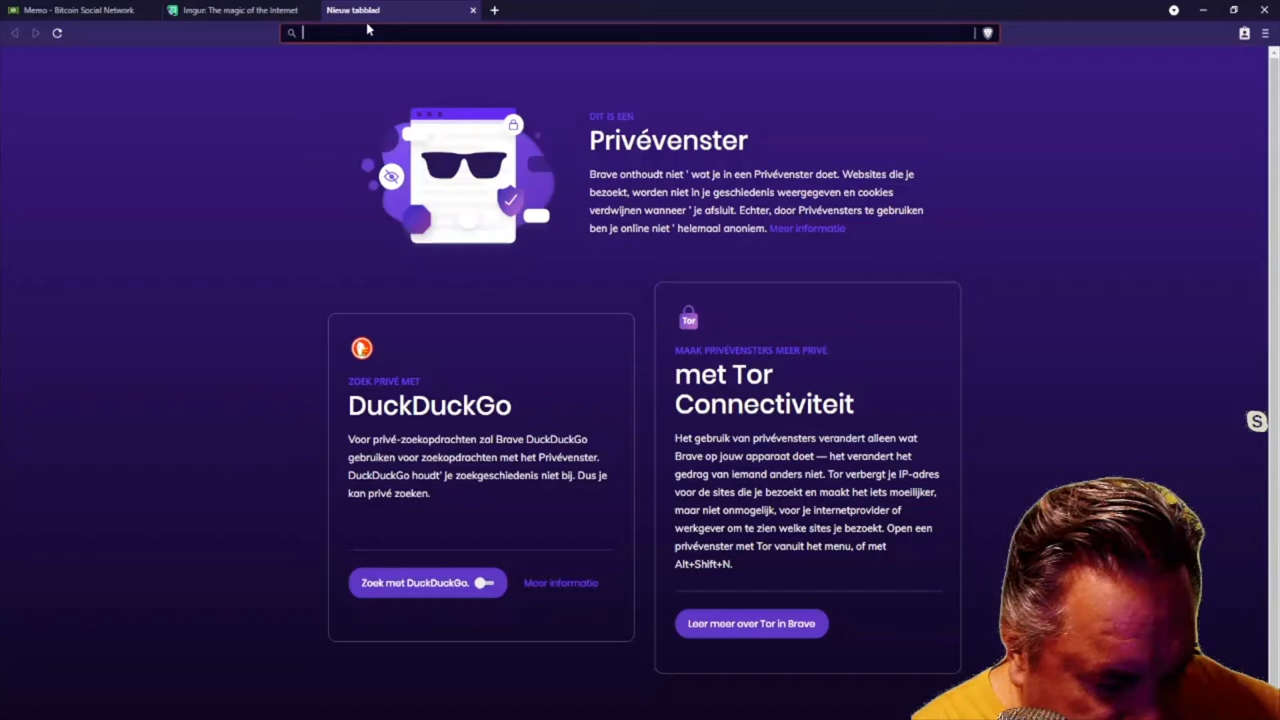 Memo - Bitcoin Social Network
Imgur: The magic of the Internet
Nieuw tabblad
DIT IS EEN
Privévenster
Brave onthoudt niet ' wat je in een Privévenster doet. Websites die je
bezoekt, worden niet in je geschiedenis weergegeven en cookies
verdwijnen wanneer ' je afsluit. Echter, door Privévensters te gebruiken
ben je online niet ' helemaal anoniem. Meer informatie
ZOEK PRIVÉ MET
DuckDuckGo
Voor privé-zoekopdrachten zal Brave DuckDuckGo
gebruiken voor zoekopdrachten met het Privévenster.
DuckDuckGo houdt' je zoekgeschiedenis niet bij. Dus je
kan privé zoeken.
Zoek met DuckDuckGo.
Meer informatie
Tor
MAAK PRIVÉVENSTERS MEER PRIVÉ
met Tor
Connectiviteit
Het gebruik van privévensters verandert alleen wat
Brave op jouw apparaat doet — het verandert het
gedrag van iemand anders niet. Tor verbergt je IP-adres
voor de sites die je bezoekt en maakt het iets moeilijker,
maar niet onmogelijk, voor je internetprovider of
werkgever om te zien welke sites je bezoekt. Open een
privévenster met Tor vanuit het menu, of met
Alt+Shift+N.
Leer meer over Tor in Brave
S